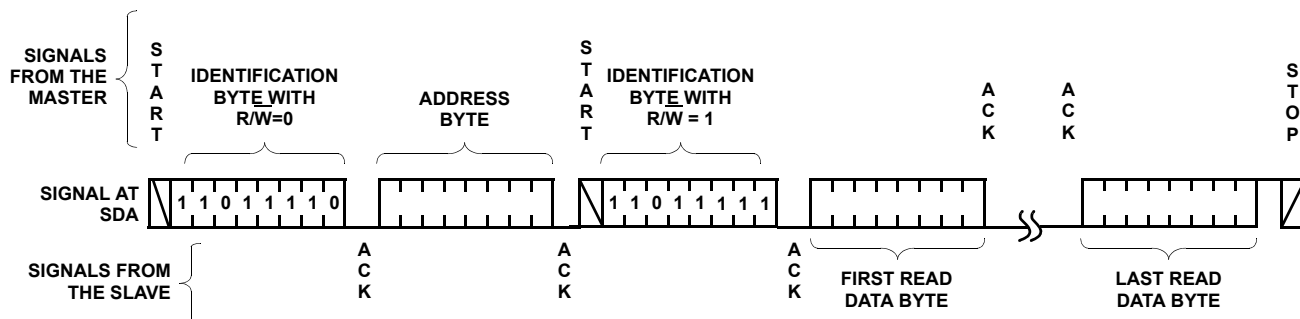 SIGNALS
FROM THE
MASTER
START
IDENTIFICATION
BYTE WITH
R/W̅=0
ADDRESS
BYTE
START
IDENTIFICATION
BYTE WITH
R/W̅ = 1
ACK
ACK
STOP
SIGNAL AT
SDA
1 1 0 1 1 1 1 0
1 1 0 1 1 1 1 1
SIGNALS FROM
THE SLAVE
ACK
ACK
ACK
FIRST READ
DATA BYTE
LAST READ
DATA BYTE